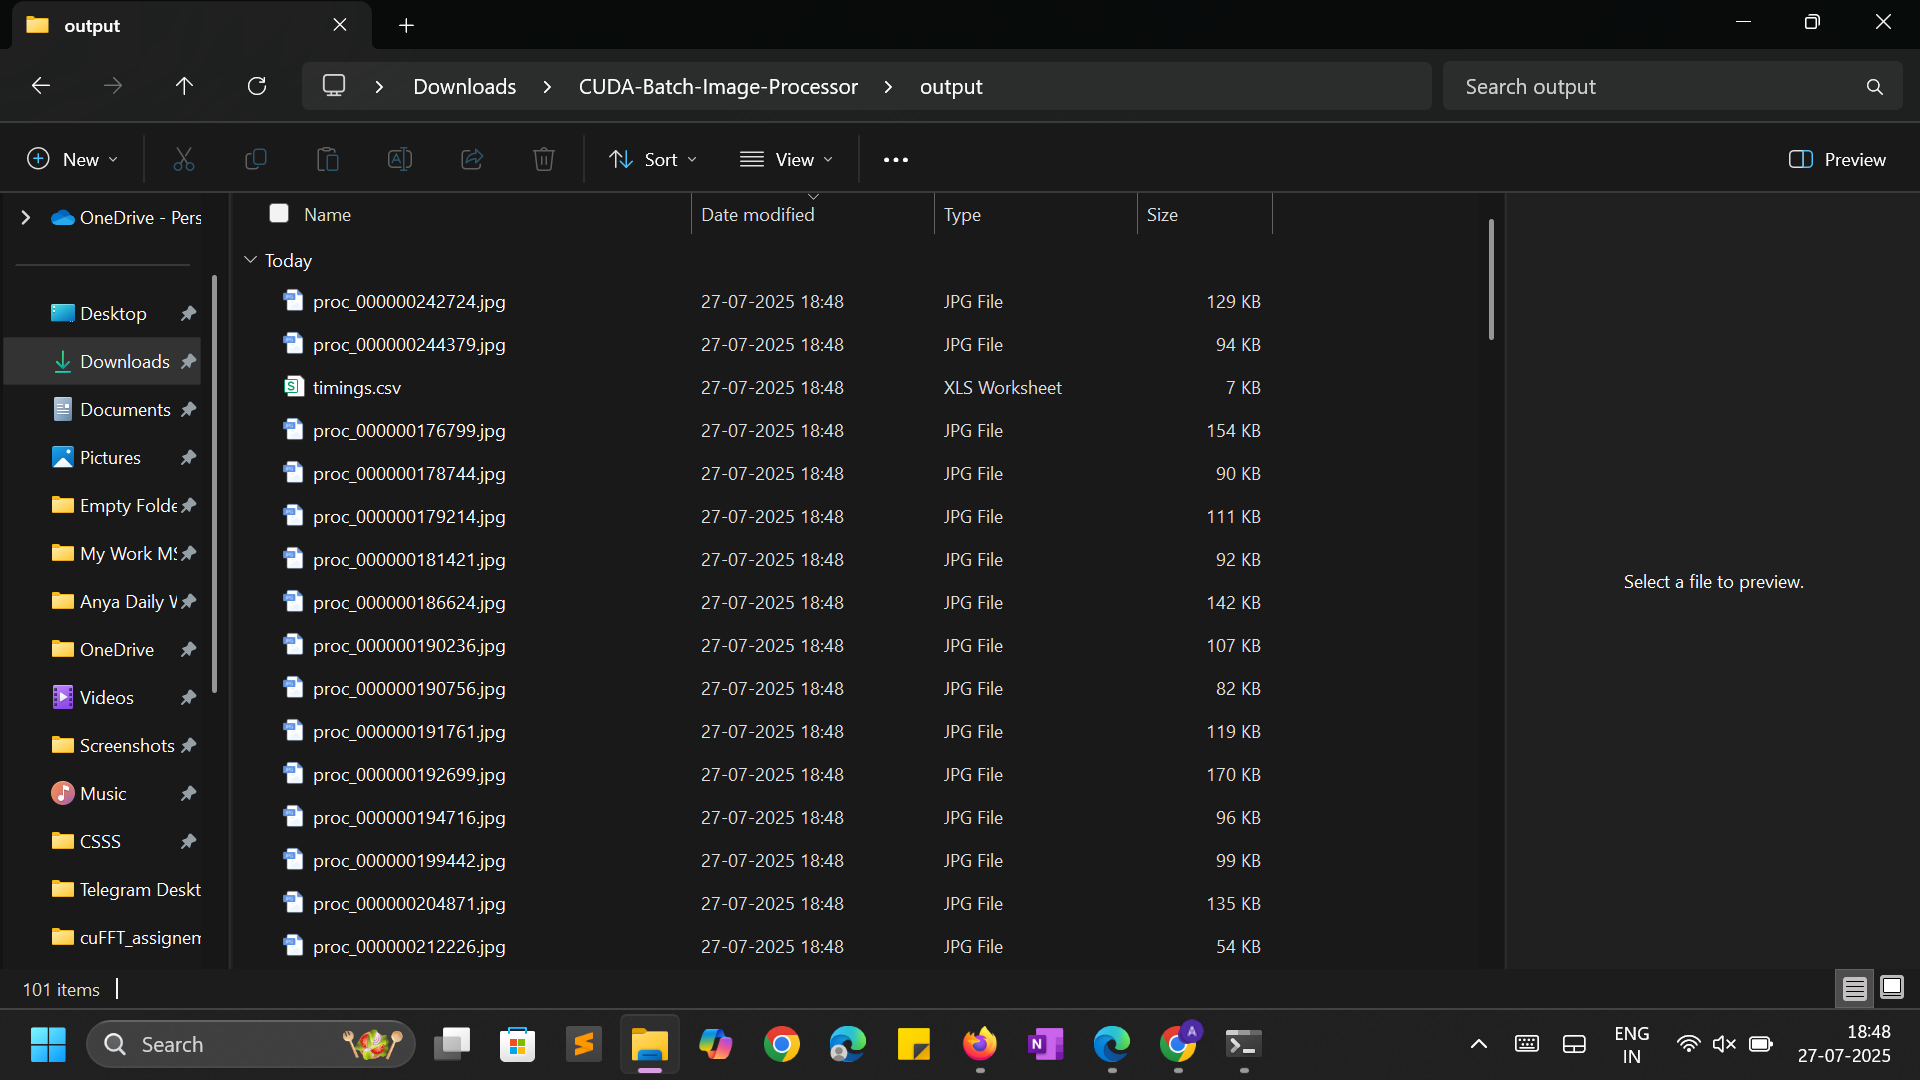 output
Downloads CUDA-Batch-Image-Processor output
Search output
New Sort View Preview
OneDrive - Pers
Desktop
Downloads
Documents
Pictures
Empty Folde
My Work MS
Anya Daily W
OneDrive
Videos
Screenshots
Music
CSSS
Telegram Deskt
cuFFT_assignem
Name Date modified Type Size
Today
proc_000000242724.jpg 27-07-2025 18:48 JPG File 129 KB
proc_000000244379.jpg 27-07-2025 18:48 JPG File 94 KB
timings.csv 27-07-2025 18:48 XLS Worksheet 7 KB
proc_000000176799.jpg 27-07-2025 18:48 JPG File 154 KB
proc_000000178744.jpg 27-07-2025 18:48 JPG File 90 KB
proc_000000179214.jpg 27-07-2025 18:48 JPG File 111 KB
proc_000000181421.jpg 27-07-2025 18:48 JPG File 92 KB
proc_000000186624.jpg 27-07-2025 18:48 JPG File 142 KB
proc_000000190236.jpg 27-07-2025 18:48 JPG File 107 KB
proc_000000190756.jpg 27-07-2025 18:48 JPG File 82 KB
proc_000000191761.jpg 27-07-2025 18:48 JPG File 119 KB
proc_000000192699.jpg 27-07-2025 18:48 JPG File 170 KB
proc_000000194716.jpg 27-07-2025 18:48 JPG File 96 KB
proc_000000199442.jpg 27-07-2025 18:48 JPG File 99 KB
proc_000000204871.jpg 27-07-2025 18:48 JPG File 135 KB
proc_000000212226.jpg 27-07-2025 18:48 JPG File 54 KB
Select a file to preview.
101 items
Search
ENG
IN
18:48
27-07-2025